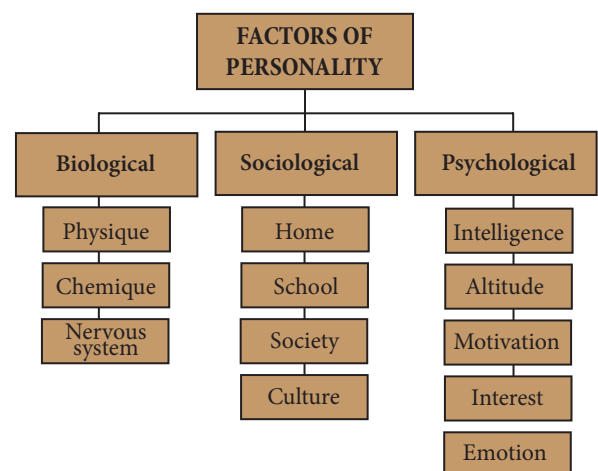 FACTORS OF
PERSONALITY
Biological
Sociological
Psychological
Physique
Chemique
Nervous
system
Home
School
Society
Culture
Intelligence
Altitude
Motivation
Interest
Emotion